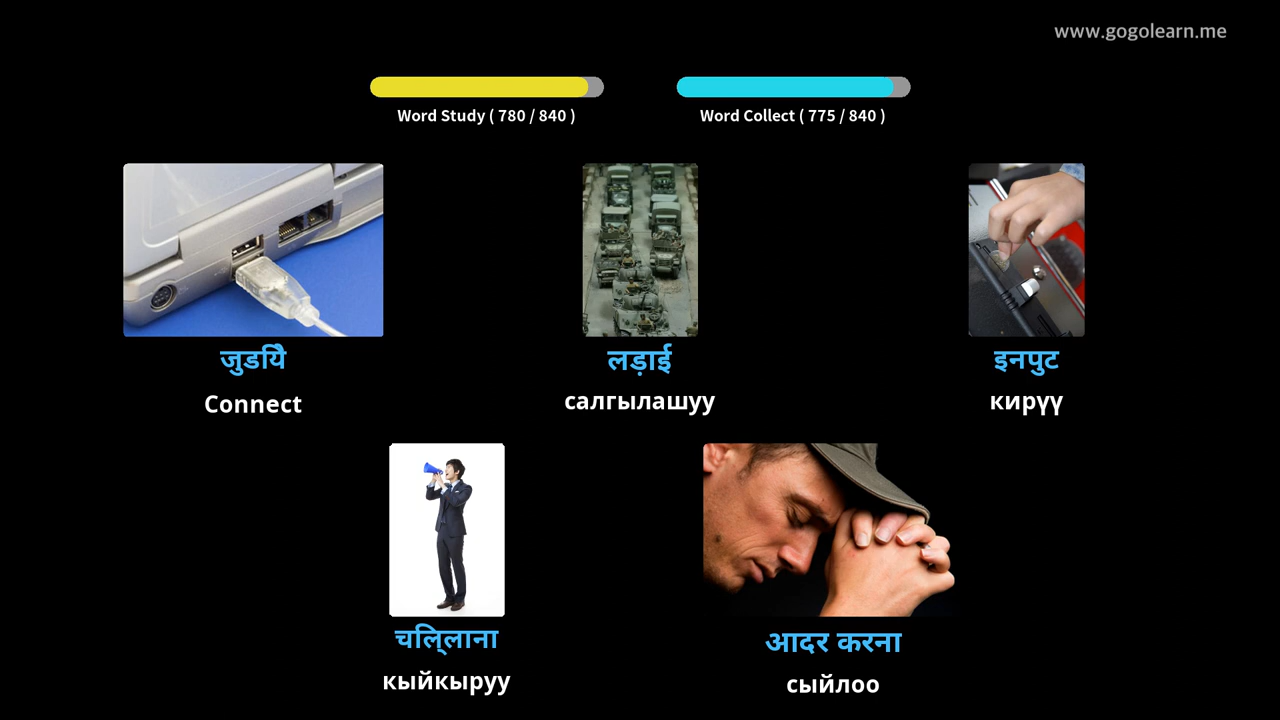 www.gogolearn.me
Word Study ( 780 / 840 )
Word Collect ( 775 / 840 )
जुडयिे
Connect
लड़ाई
салгылашуу
इनपुट
кирүү
चलि्लाना
кыйкыруу
आदर करना
сыйлоо